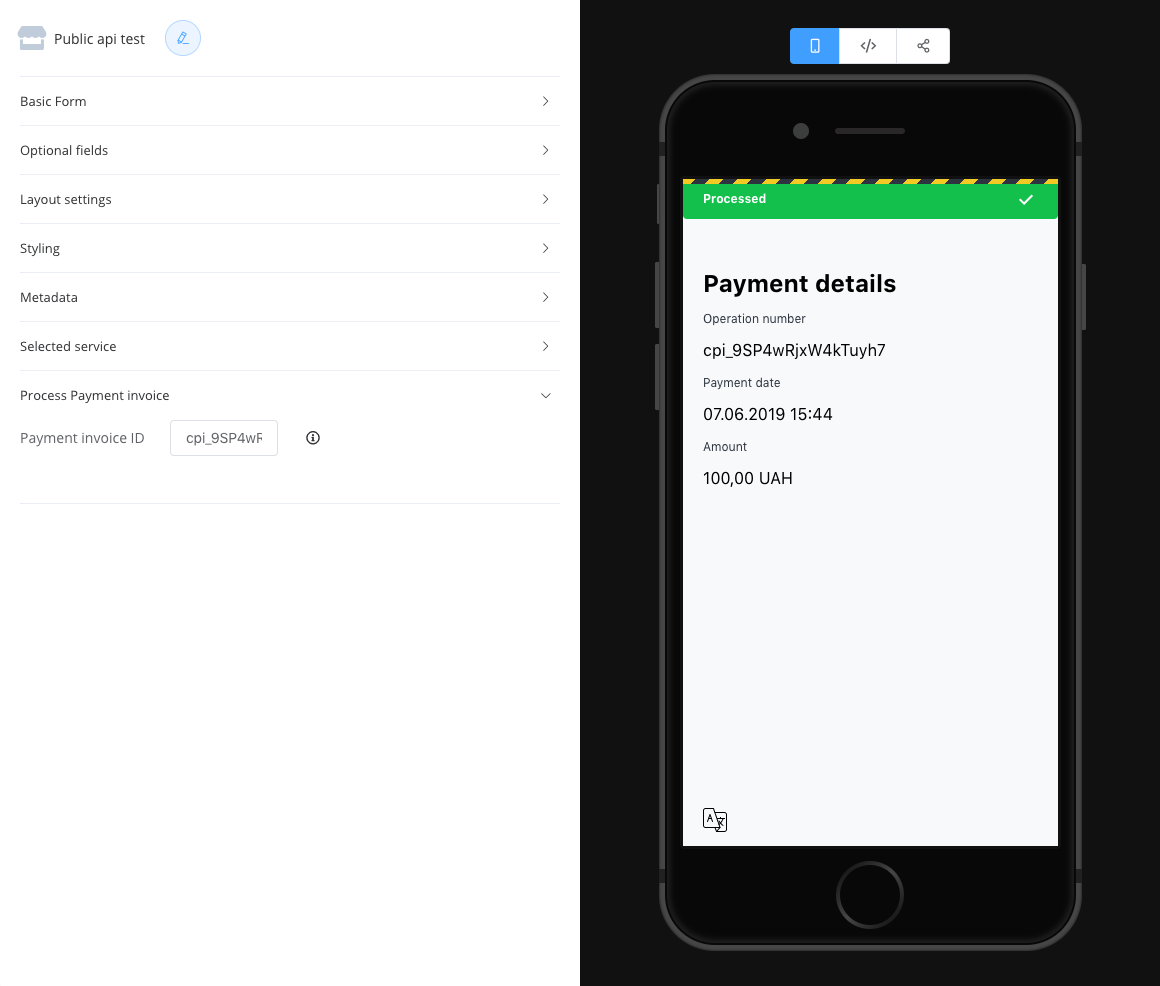 Public api test
Basic Form
Optional fields
Layout settings
Styling
Metadata
Selected service
Process Payment invoice
Payment invoice ID cpi_9SP4wR
</>
Processed
Payment details
Operation number
cpi_9SP4wRjxW4kTuyh7
Payment date
07.06.2019 15:44
Amount
100,00 UAH